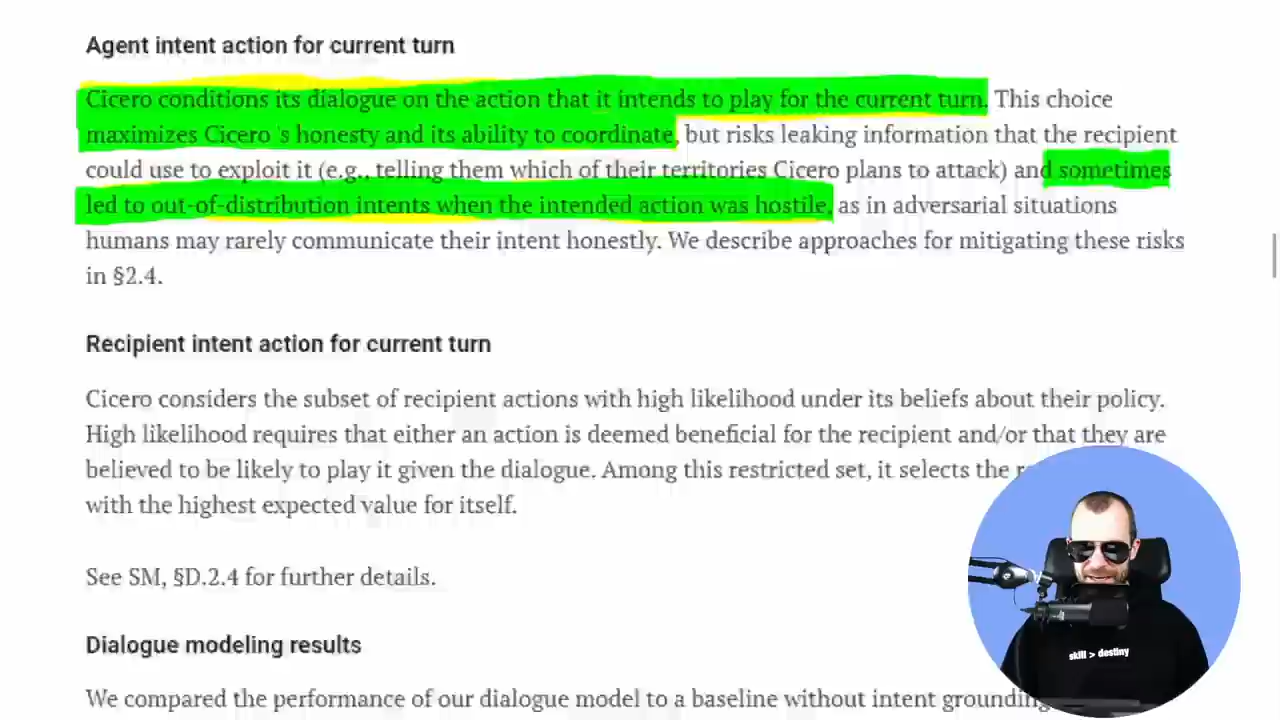 Agent intent action for current turn
Cicero conditions its dialogue on the action that it intends to play for the current turn. This choice
maximizes Cicero 's honesty and its ability to coordinate, but risks leaking information that the recipient
could use to exploit it (e.g., telling them which of their territories Cicero plans to attack) and sometimes
led to out-of-distribution intents when the intended action was hostile, as in adversarial situations
humans may rarely communicate their intent honestly. We describe approaches for mitigating these risks
in §2.4.
Recipient intent action for current turn
Cicero considers the subset of recipient actions with high likelihood under its beliefs about their policy.
High likelihood requires that either an action is deemed beneficial for the recipient and/or that they are
believed to be likely to play it given the dialogue. Among this restricted set, it selects the
with the highest expected value for itself.
See SM, §D.2.4 for further details.
Dialogue modeling results
We compared the performance of our dialogue model to a baseline without intent grounding
skill > destiny